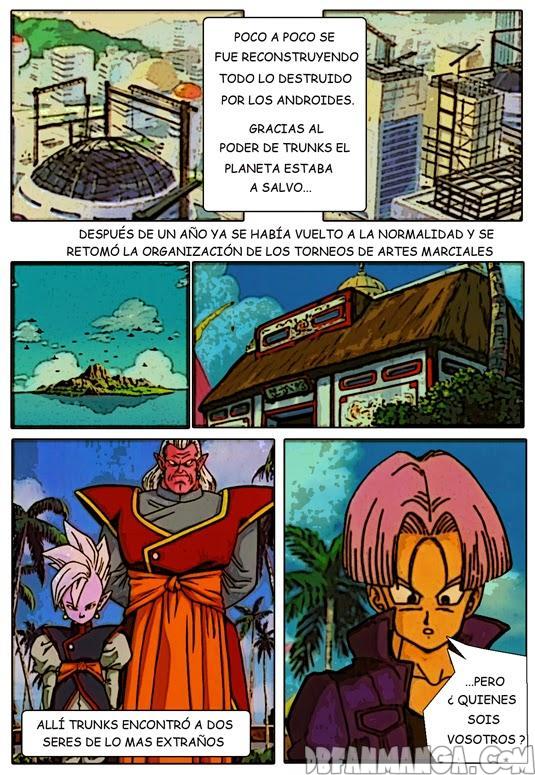 POCO A POCO SE
FUE RECONSTRUYENDO
TODO LO DESTRUIDO
POR LOS ANDROIDES.
GRACIAS AL
PODER DE TRUNKS EL
PLANETA ESTABA
A SALVO...
DESPUÉS DE UN AÑO YA SE HABÍA VUELTO A LA NORMALIDAD Y SE
RETOMÓ LA ORGANIZACIÓN DE LOS TORNEOS DE ARTES MARCIALES
ALLÍ TRUNKS ENCONTRÓ A DOS
SERES DE LO MAS EXTRAÑOS
...PERO
¿ QUIENES
SOIS
VOSOTROS ?
DBFANMANGA.COM